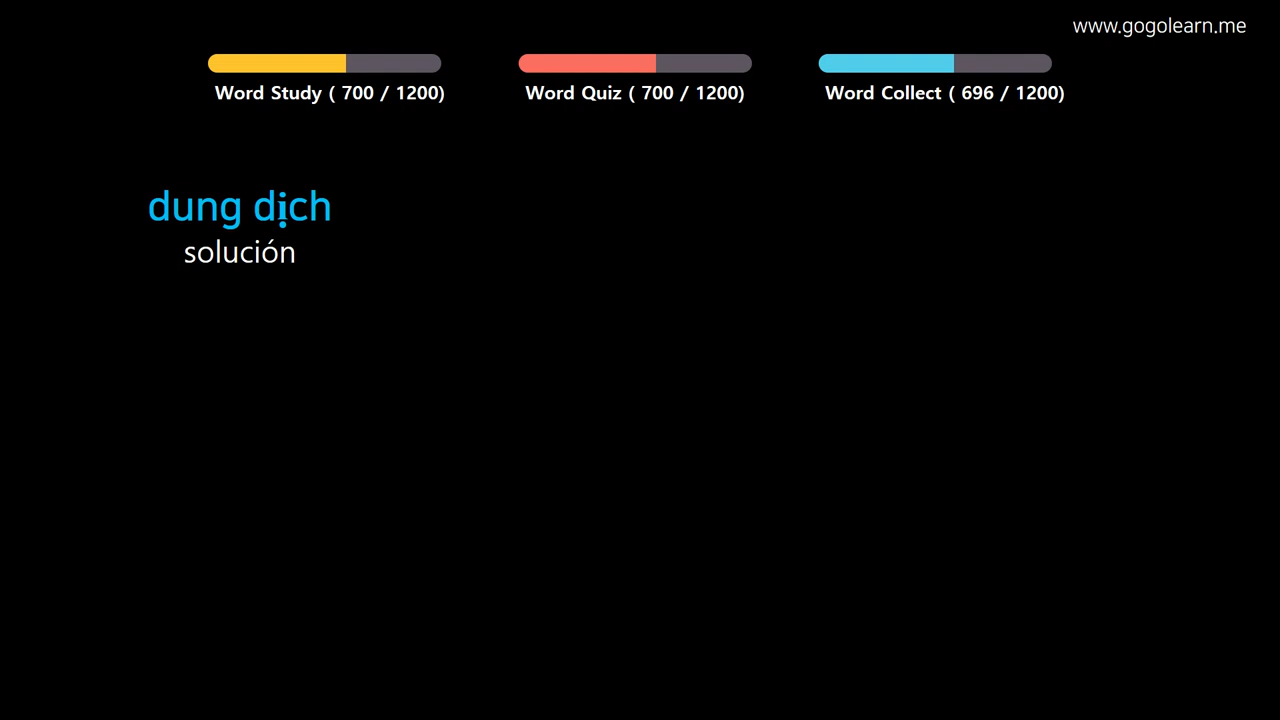 www.gogolearn.me
Word Study ( 700 / 1200)
Word Quiz ( 700 / 1200)
Word Collect ( 696 / 1200)
dung dịch
solución